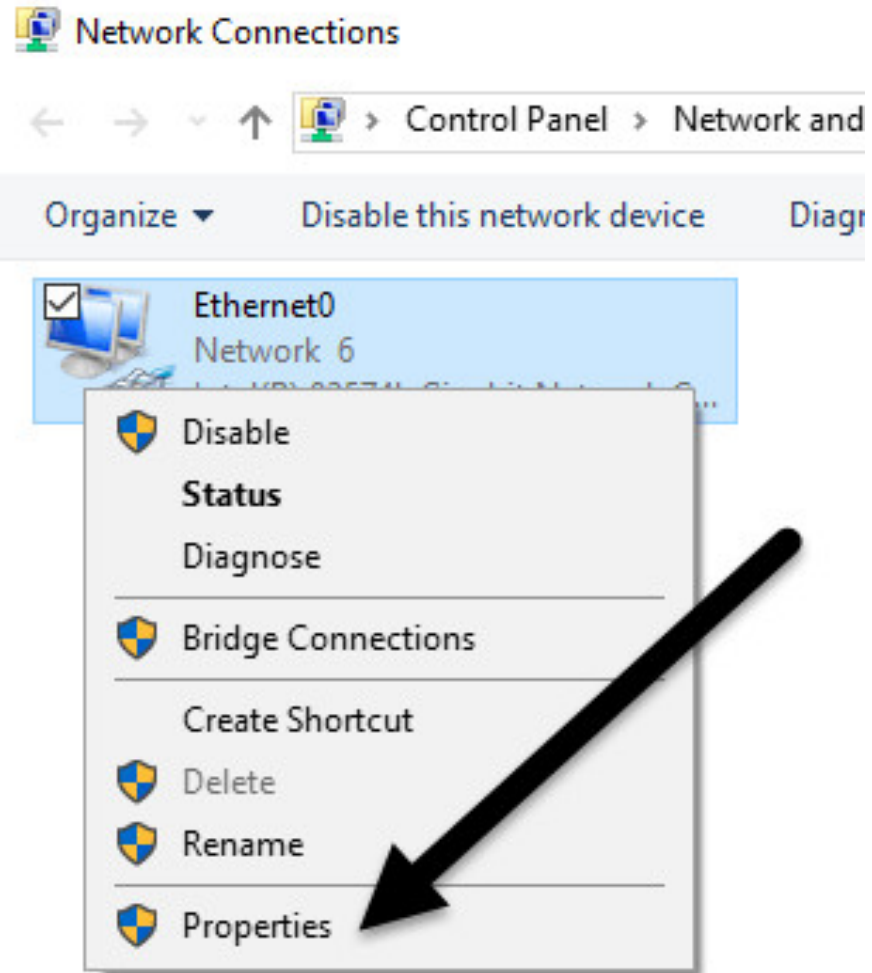 Network Connections
Control Panel > Network and
Organize Disable this network device Diagn
Ethernet0
Network 6
Disable
Status
Diagnose
Bridge Connections
Create Shortcut
Delete
Rename
Properties